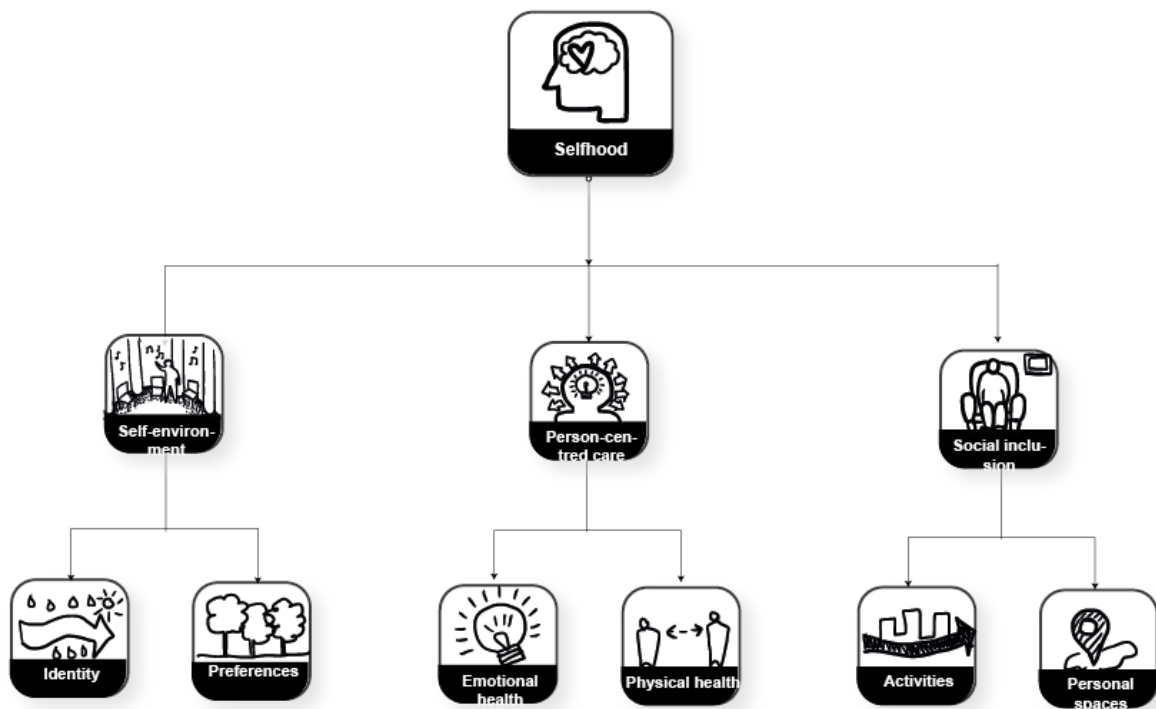 Selfhood
Self-environ-
ment
Person-cen-
tred care
Social inclu-
sion
Identity
Preferences
Emotional
health
Physical health
Activities
Personal
spaces